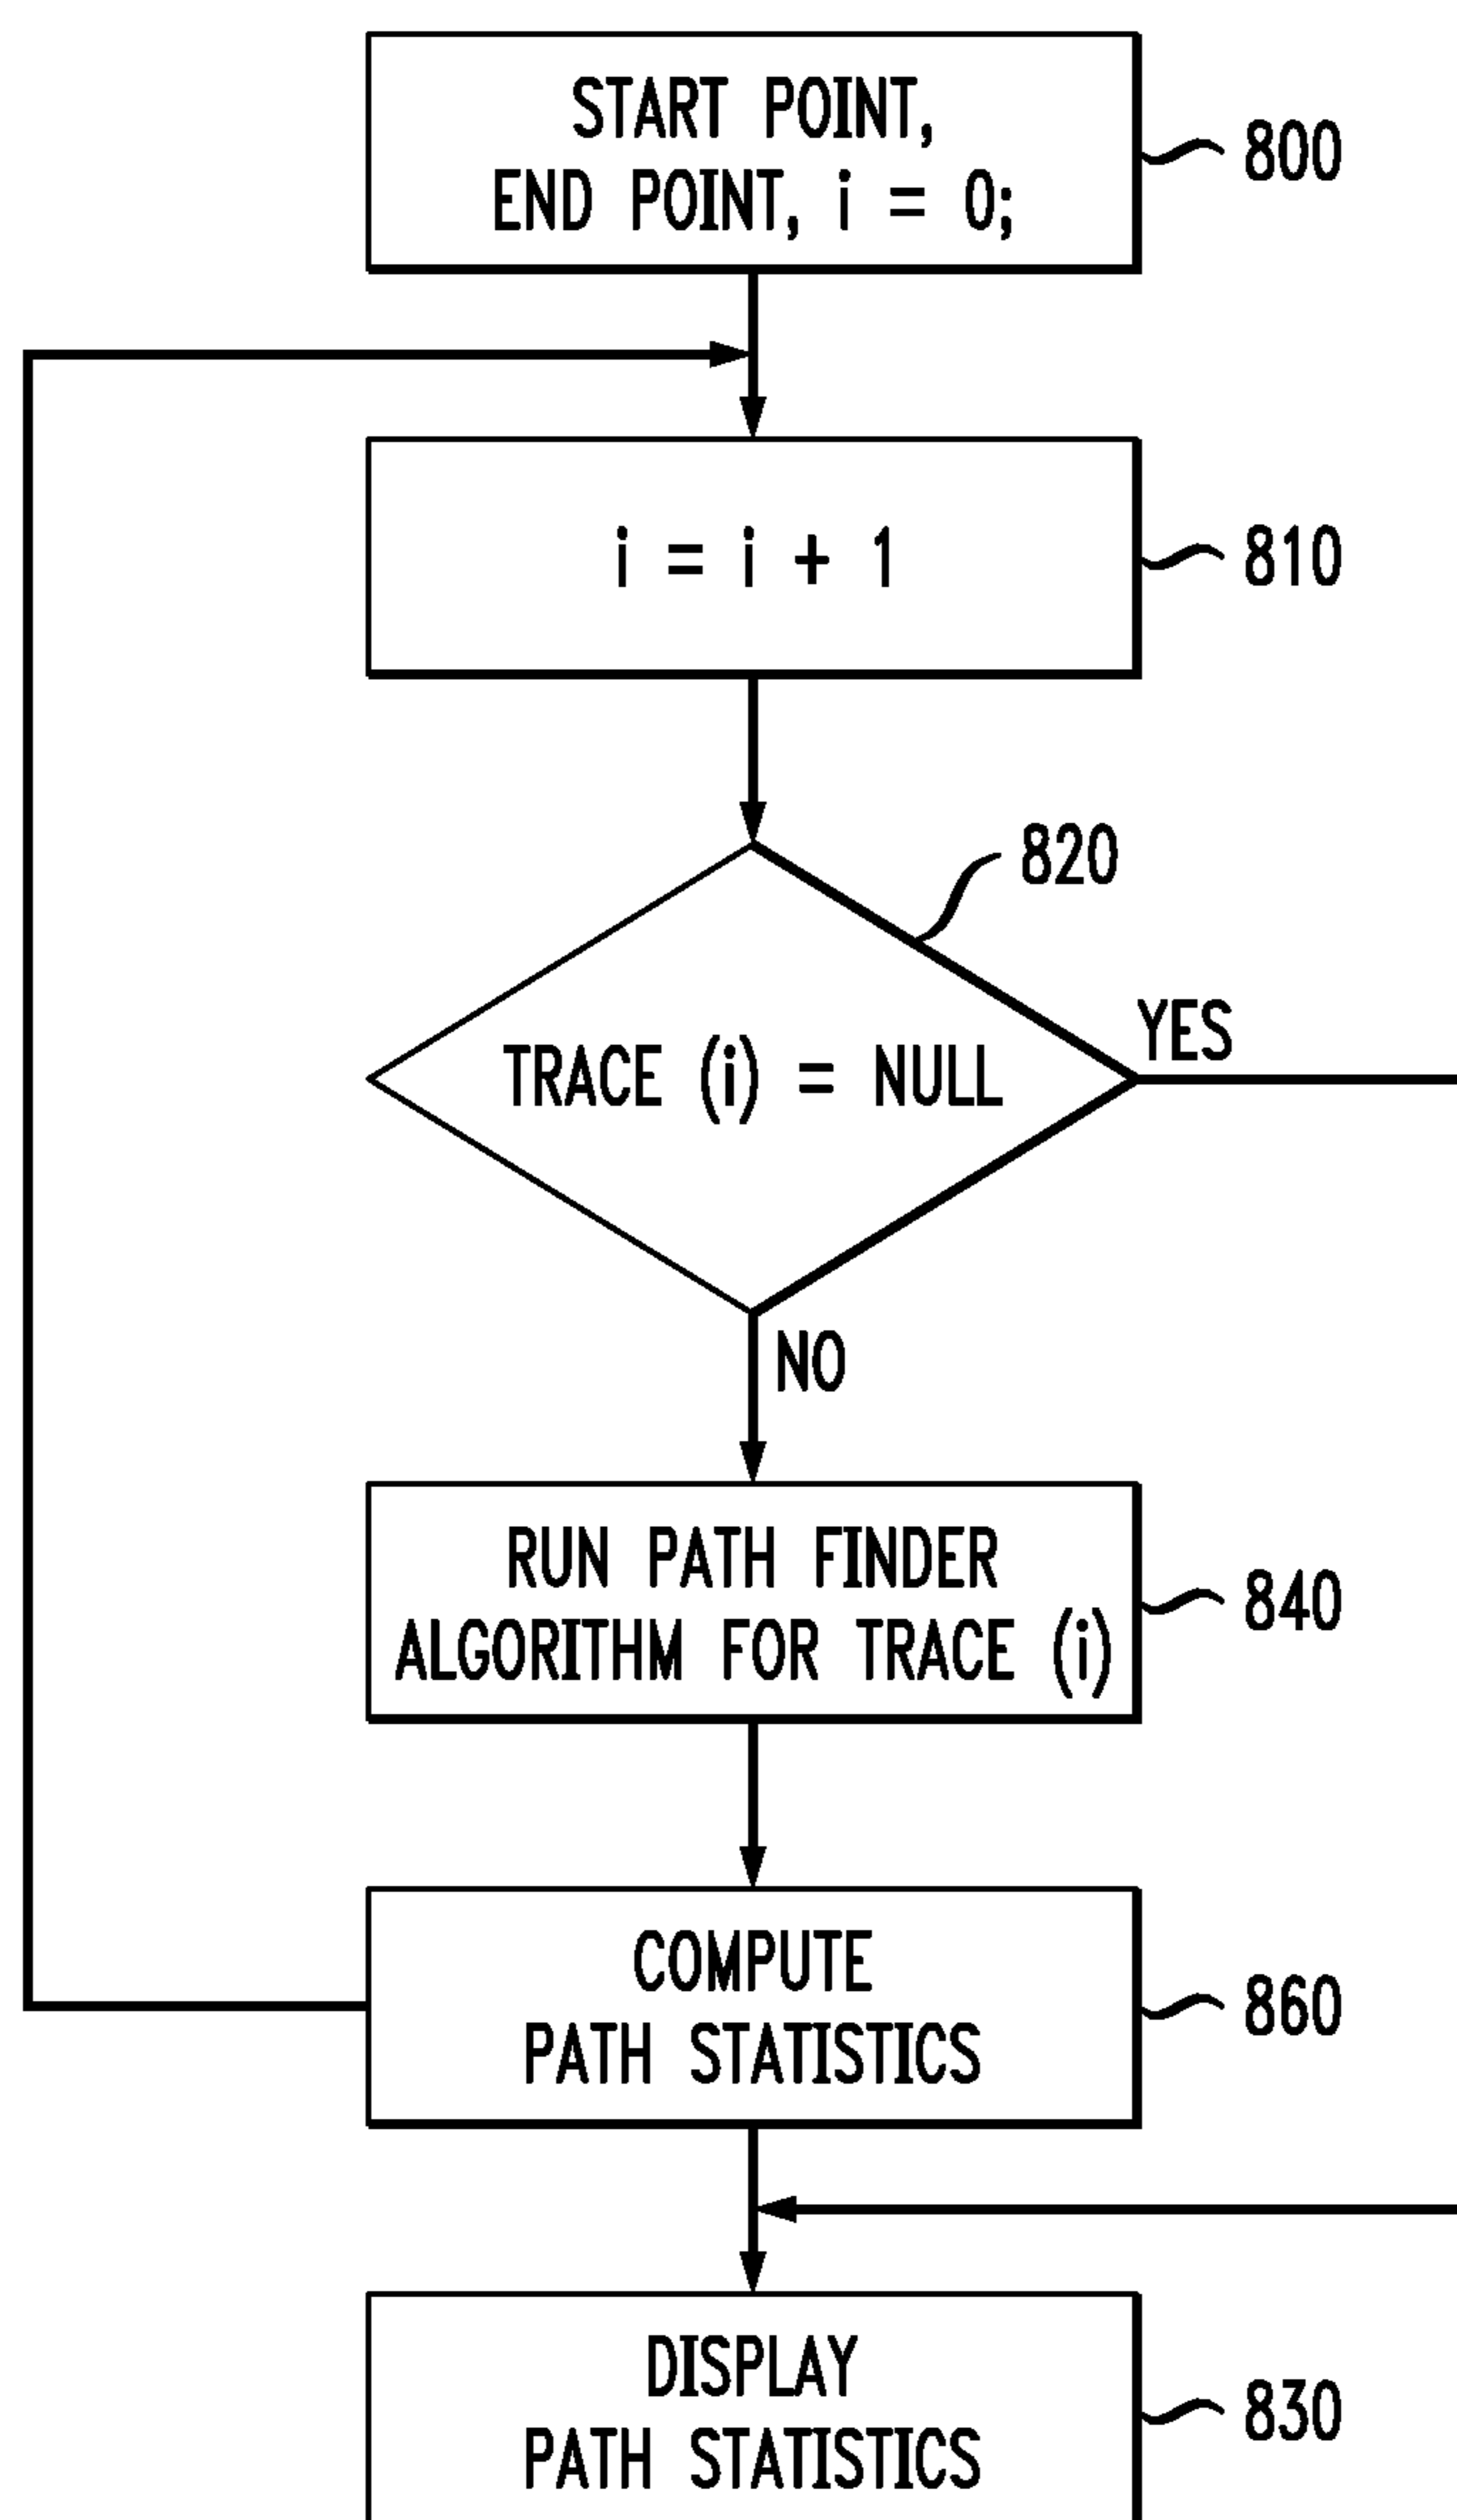 START POINT,
END POINT, i = 0;
800
i = i + 1
810
820
TRACE (i) = NULL
YES
NO
RUN PATH FINDER
ALGORITHM FOR TRACE (i)
840
COMPUTE
PATH STATISTICS
860
DISPLAY
PATH STATISTICS
830